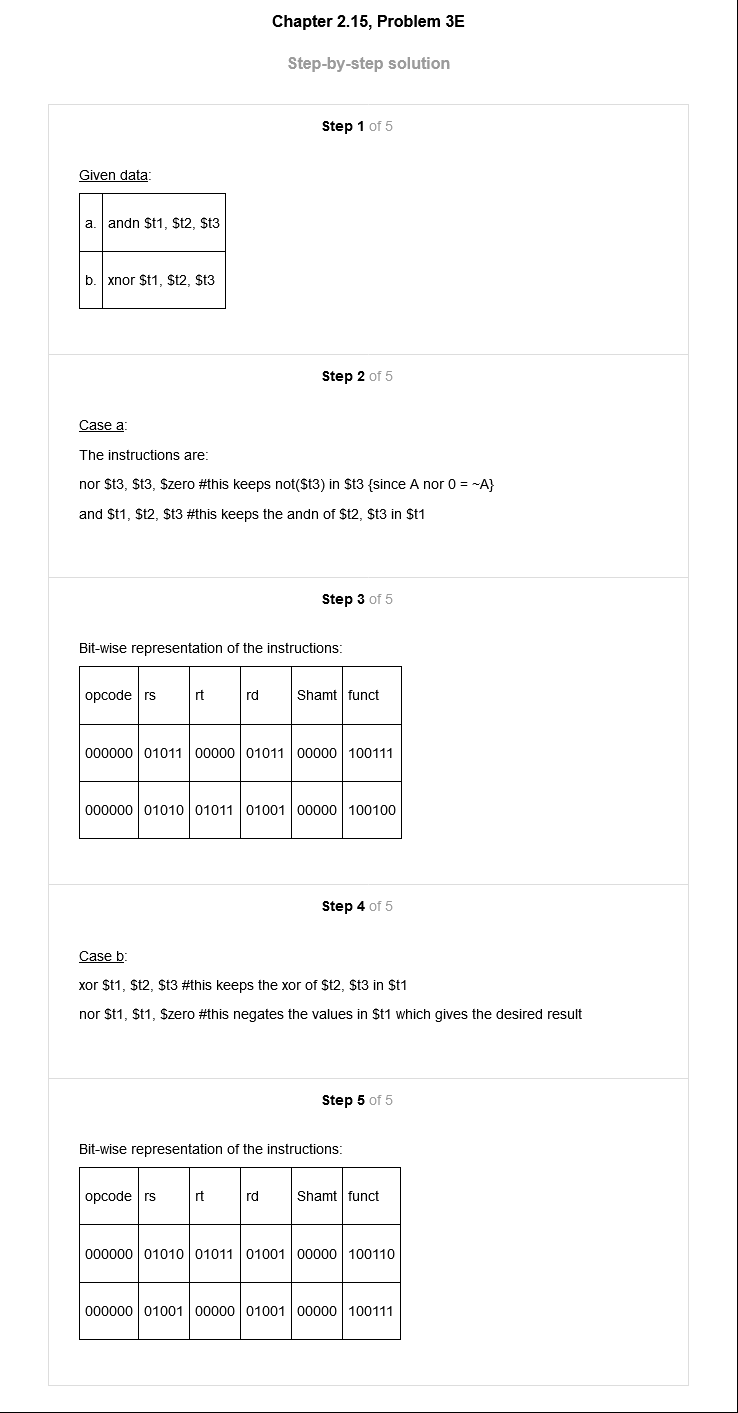 Chapter 2.15, Problem 3E
Step-by-step solution
Step 1 of 5
Given data:
a. andn $t1, $t2, $t3
b. xnor $t1, $t2, $t3
Step 2 of 5
Case a:
The instructions are:
nor $t3, $t3, $zero #this keeps not($t3) in $t3 {since A nor 0 = ~A}
and $t1, $t2, $t3 #this keeps the andn of $t2, $t3 in $t1
Step 3 of 5
Bit-wise representation of the instructions:
opcode rs rt rd Shamt funct
000000 01011 00000 01011 00000 100111
000000 01010 01011 01001 00000 100100
Step 4 of 5
Case b:
xor $t1, $t2, $t3 #this keeps the xor of $t2, $t3 in $t1
nor $t1, $t1, $zero #this negates the values in $t1 which gives the desired result
Step 5 of 5
Bit-wise representation of the instructions:
opcode rs rt rd Shamt funct
000000 01010 01011 01001 00000 100110
000000 01001 00000 01001 00000 100111